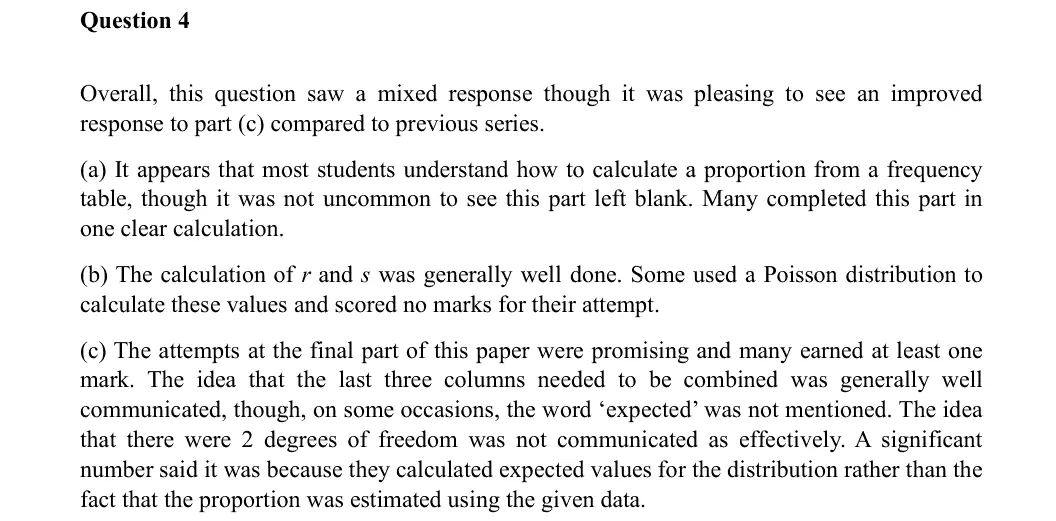 Question 4
Overall, this question saw a mixed response though it was pleasing to see an improved
response to part (c) compared to previous series.
(a) It appears that most students understand how to calculate a proportion from a frequency
table, though it was not uncommon to see this part left blank. Many completed this part in
one clear calculation.
(b) The calculation of r and s was generally well done. Some used a Poisson distribution to
calculate these values and scored no marks for their attempt.
(c) The attempts at the final part of this paper were promising and many earned at least one
mark. The idea that the last three columns needed to be combined was generally well
communicated, though, on some occasions, the word ‘expected’ was not mentioned. The idea
that there were 2 degrees of freedom was not communicated as effectively. A significant
number said it was because they calculated expected values for the distribution rather than the
fact that the proportion was estimated using the given data.